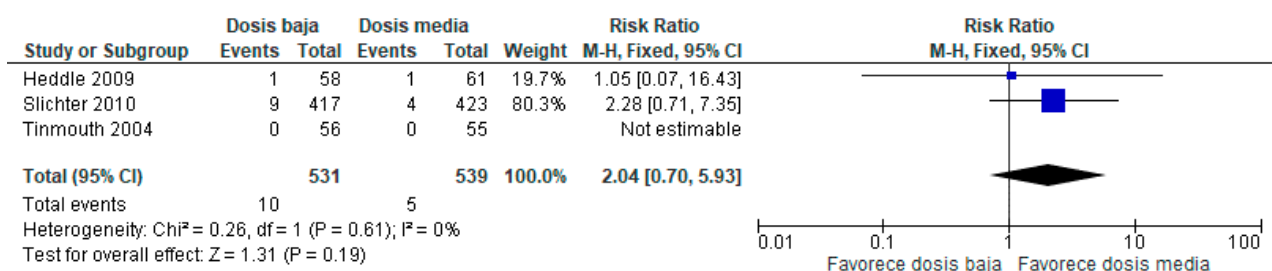 Dosis baja Dosis media Risk Ratio Risk Ratio
Study or Subgroup Events Total Events Total Weight M-H, Fixed, 95% CI M-H, Fixed, 95% CI
Heddle 2009 1 58 1 61 19.7% 1.05 [0.07, 16.43]
Slichter 2010 9 417 4 423 80.3% 2.28 [0.71, 7.35]
Tinmouth 2004 0 56 0 55 Not estimable
Total (95% CI) 531 539 100.0% 2.04 [0.70, 5.93]
Total events 10 5
Heterogeneity: Chi² = 0.26, df = 1 (P = 0.61); I² = 0%
Test for overall effect: Z = 1.31 (P = 0.19)
0.01 0.1 1 10 100
Favorece dosis baja Favorece dosis media